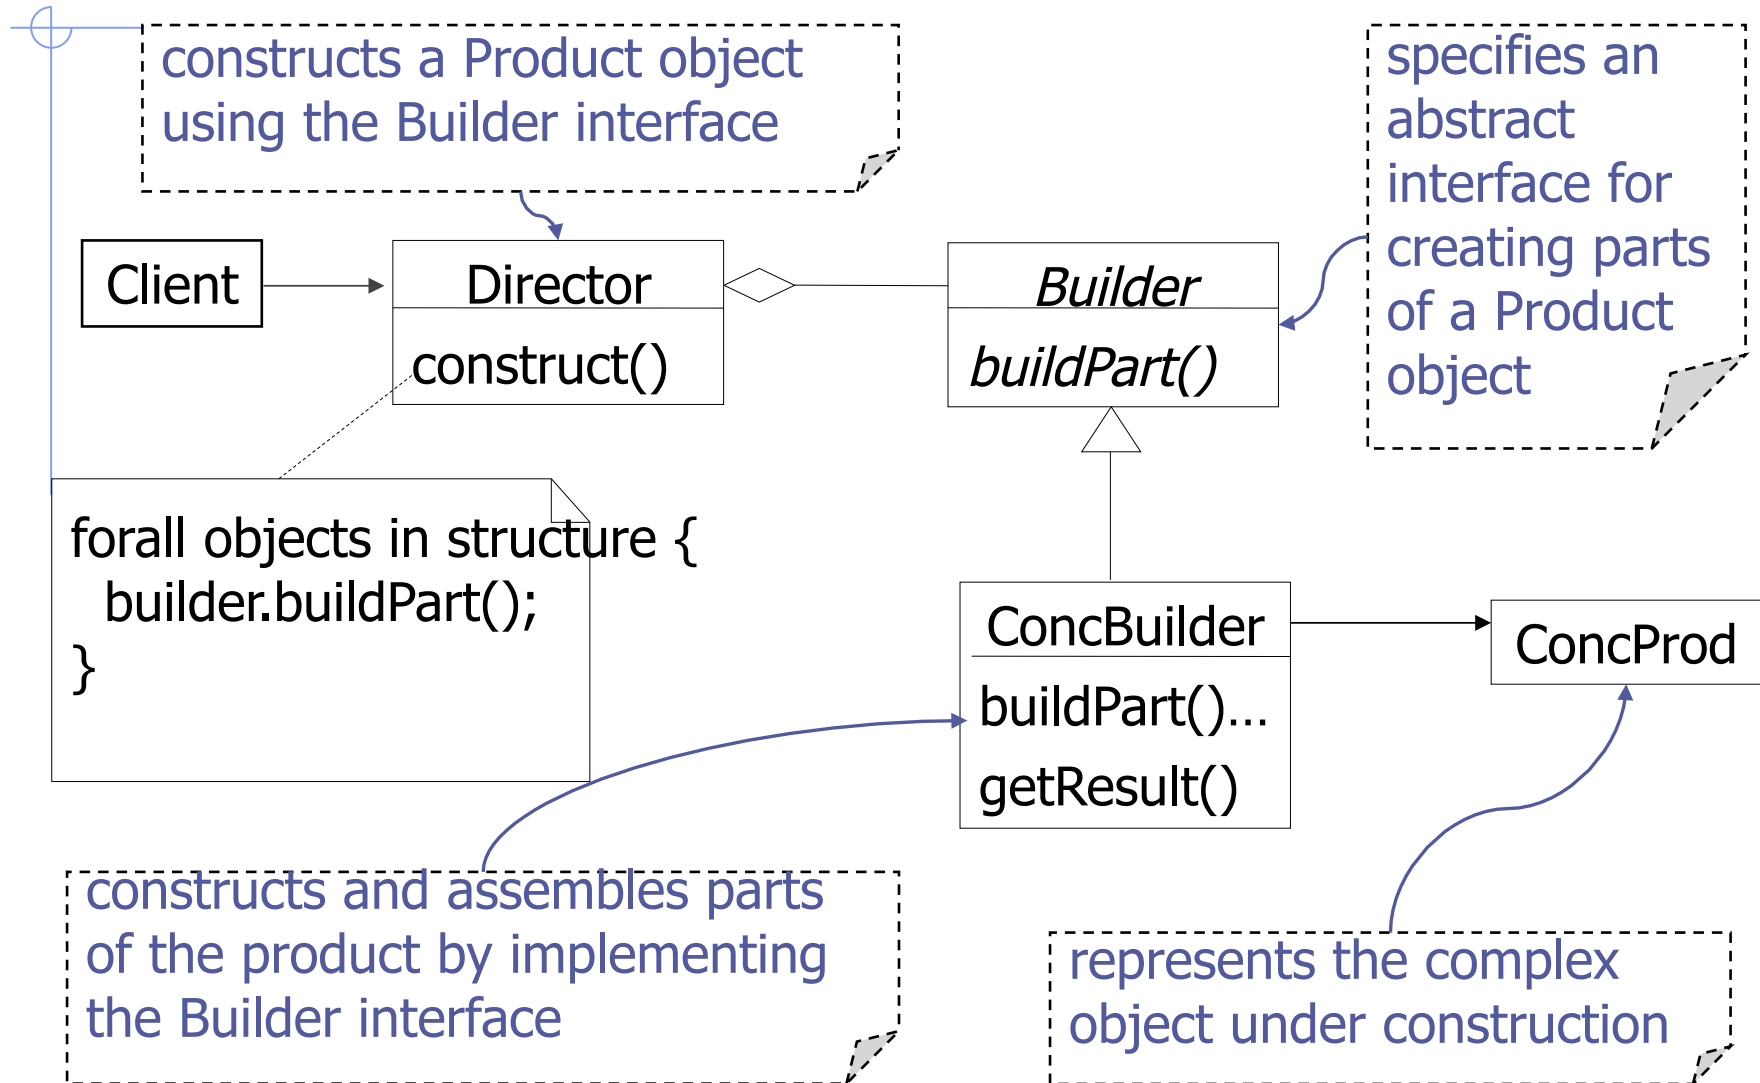 constructs a Product object
using the Builder interface
specifies an
abstract
interface for
creating parts
of a Product
object
Client
Director
construct()
Builder
buildPart()
forall objects in structure {
builder.buildPart();
}
ConcBuilder
buildPart()...
getResult()
ConcProd
constructs and assembles parts
of the product by implementing
the Builder interface
represents the complex
object under construction